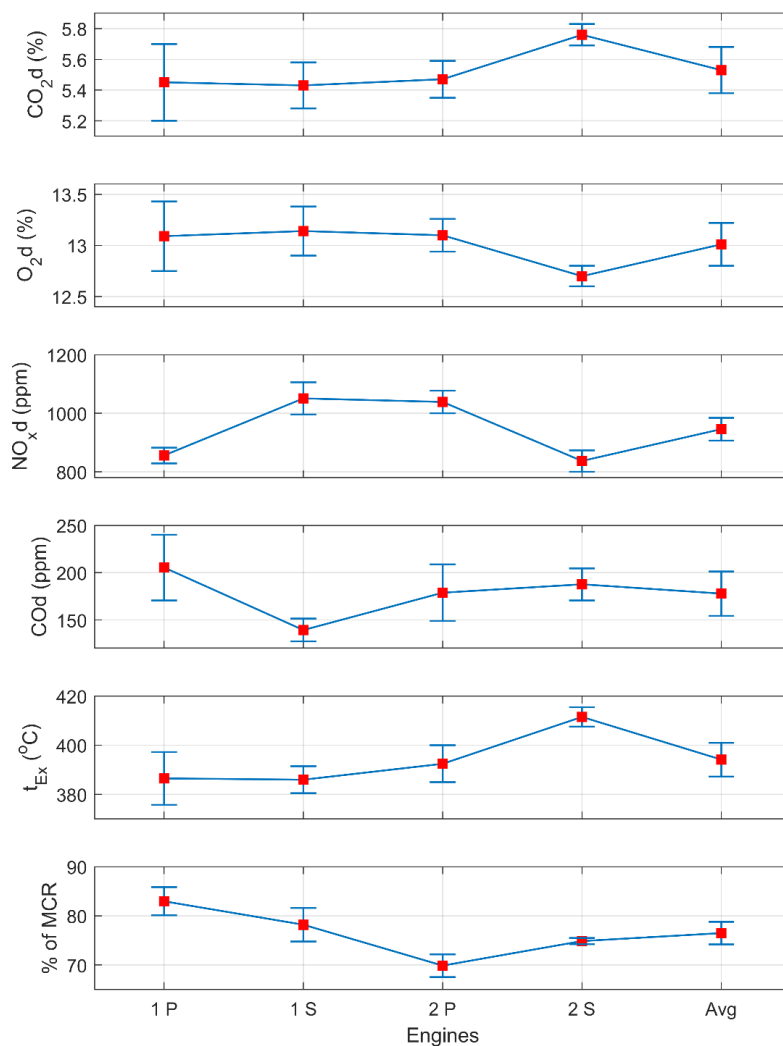 CO₂d (%)
5.8
5.6
5.4
5.2
O₂d (%)
13.5
13
12.5
NOₓd (ppm)
1200
1000
800
COd (ppm)
250
200
150
t_Ex (°C)
420
400
380
% of MCR
90
80
70
1 P 1 S 2 P 2 S Avg
Engines